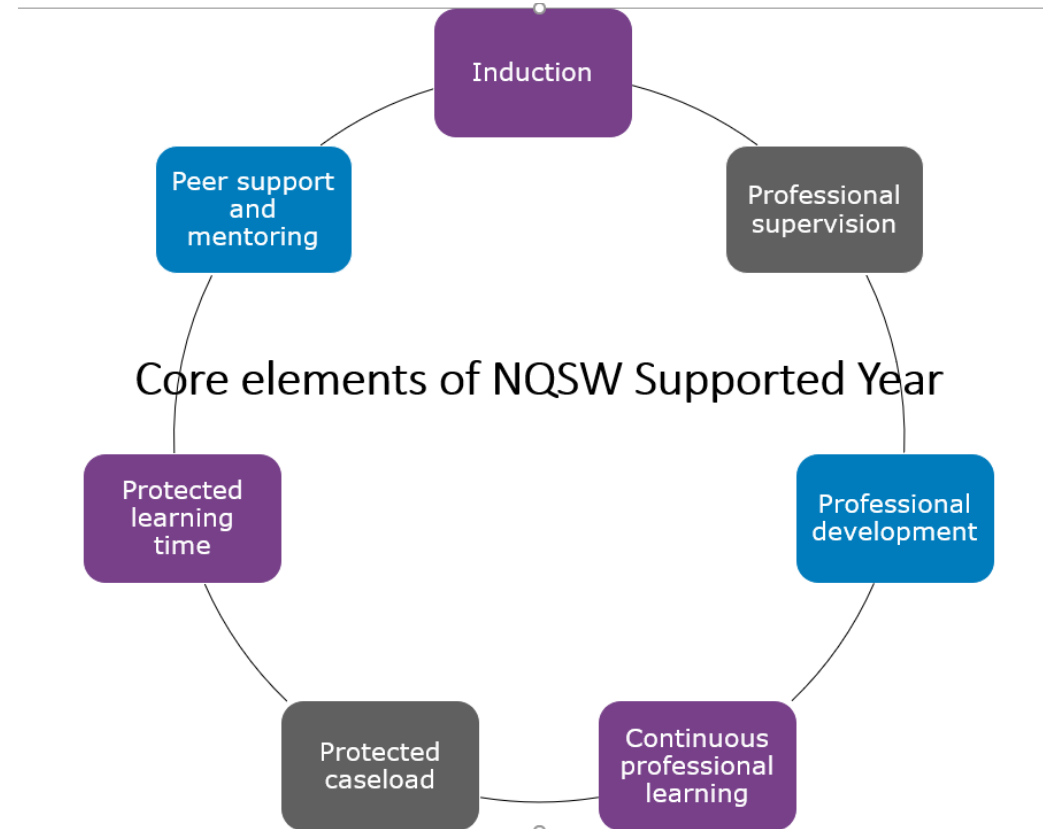 Induction
Professional
supervision
Professional
development
Continuous
professional
learning
Protected
caseload
Protected
learning
time
Peer support
and
mentoring
Core elements of NQSW Supported Year